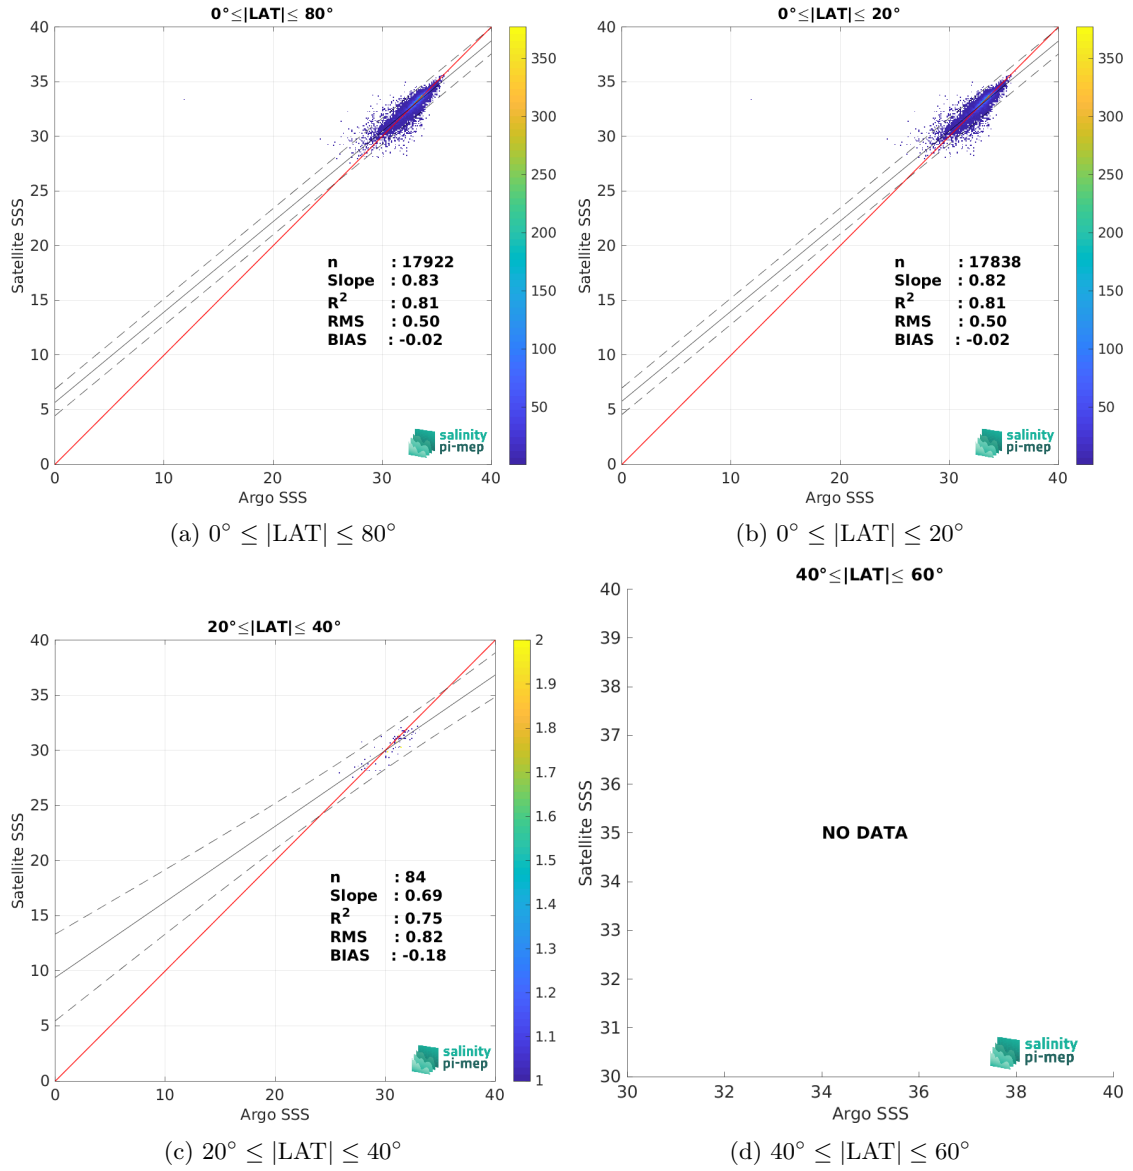 0°≤|LAT|≤ 80°
40
35
30
25
20
15
10
5
0
Satellite SSS
n : 17922
Slope : 0.83
R² : 0.81
RMS : 0.50
BIAS : -0.02
salinity
pi-mep
0 10 20 30 40
Argo SSS
350
300
250
200
150
100
50
(a) 0° ≤ |LAT| ≤ 80°
0°≤|LAT|≤ 20°
40
35
30
25
20
15
10
5
0
Satellite SSS
n : 17838
Slope : 0.82
R² : 0.81
RMS : 0.50
BIAS : -0.02
salinity
pi-mep
0 10 20 30 40
Argo SSS
350
300
250
200
150
100
50
(b) 0° ≤ |LAT| ≤ 20°
20°≤|LAT|≤ 40°
40
35
30
25
20
15
10
5
0
Satellite SSS
n : 84
Slope : 0.69
R² : 0.75
RMS : 0.82
BIAS : -0.18
salinity
pi-mep
0 10 20 30 40
Argo SSS
2
1.9
1.8
1.7
1.6
1.5
1.4
1.3
1.2
1.1
1
(c) 20° ≤ |LAT| ≤ 40°
40°≤|LAT|≤ 60°
40
39
38
37
36
35
34
33
32
31
30
Satellite SSS
NO DATA
salinity
pi-mep
30 32 34 36 38 40
Argo SSS
(d) 40° ≤ |LAT| ≤ 60°